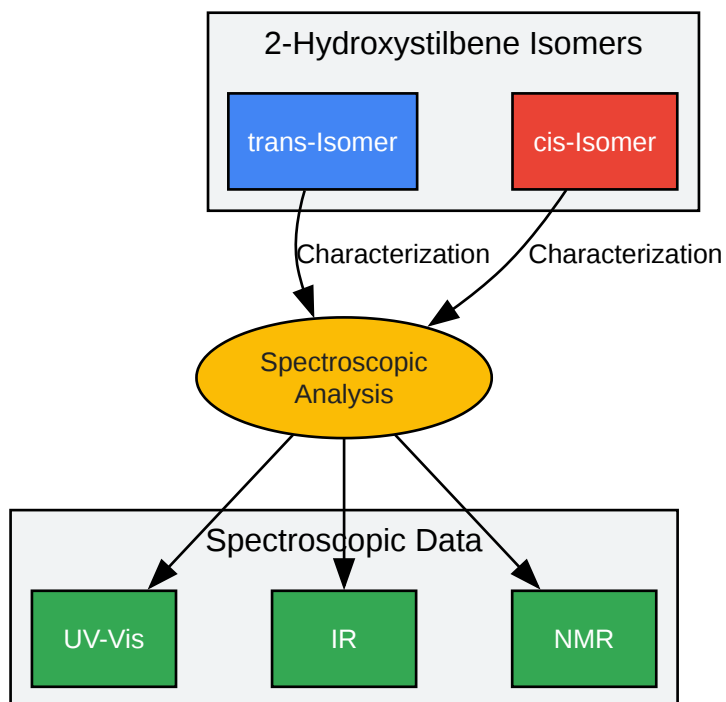 2-Hydroxystilbene Isomers
trans-Isomer
cis-Isomer
Characterization
Characterization
Spectroscopic
Analysis
Spectroscopic Data
UV-Vis
IR
NMR